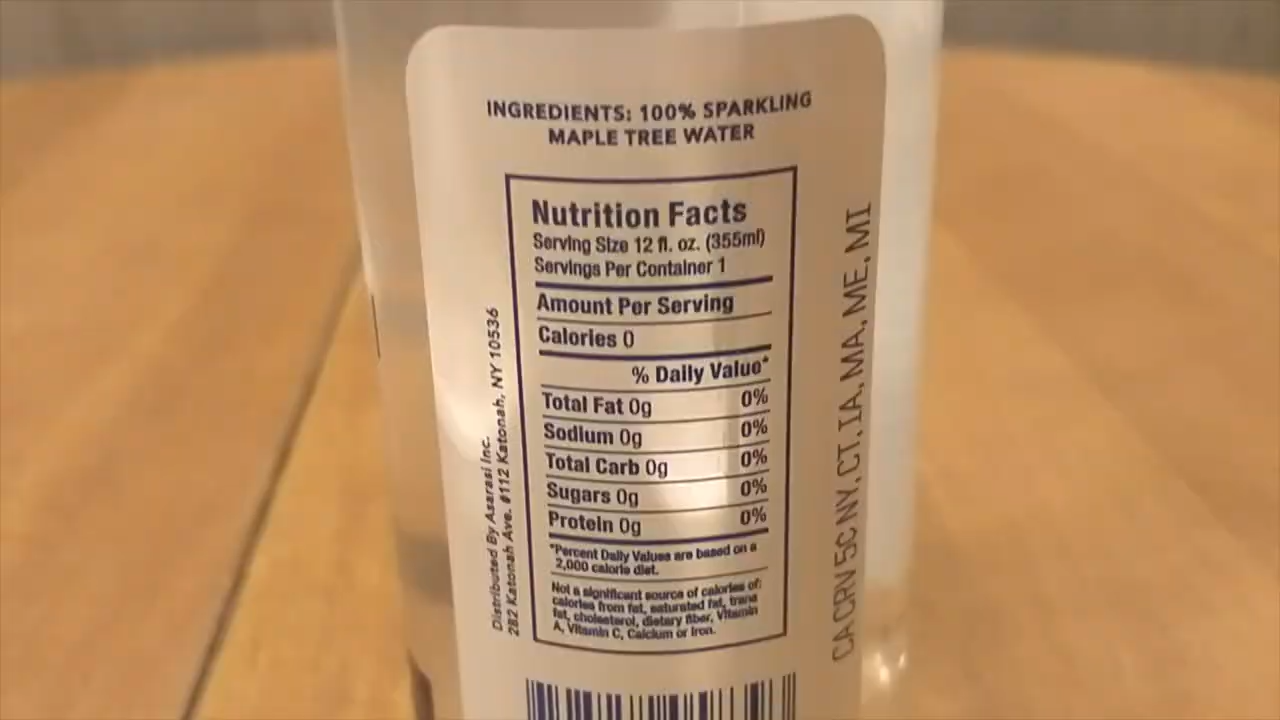 INGREDIENTS: 100% SPARKLING
MAPLE TREE WATER
Nutrition Facts
Serving Size 12 fl. oz. (355ml)
Servings Per Container 1
Amount Per Serving
Calories 0
% Daily Value*
Total Fat 0g 0%
Sodium 0g 0%
Total Carb 0g 0%
Sugars 0g 0%
Protein 0g 0%
*Percent Daily Values are based on a
2,000 calorie diet.
Not a significant source of calories of:
calories from fat, saturated fat, trans
fat, cholesterol, dietary fiber, Vitamin
A, Vitamin C, Calcium or Iron.
Distributed By Asarasi Inc.
282 Katonah Ave. #112 Katonah, NY 10536
CA CRV 5C NY, CT, IA, MA, ME, MI